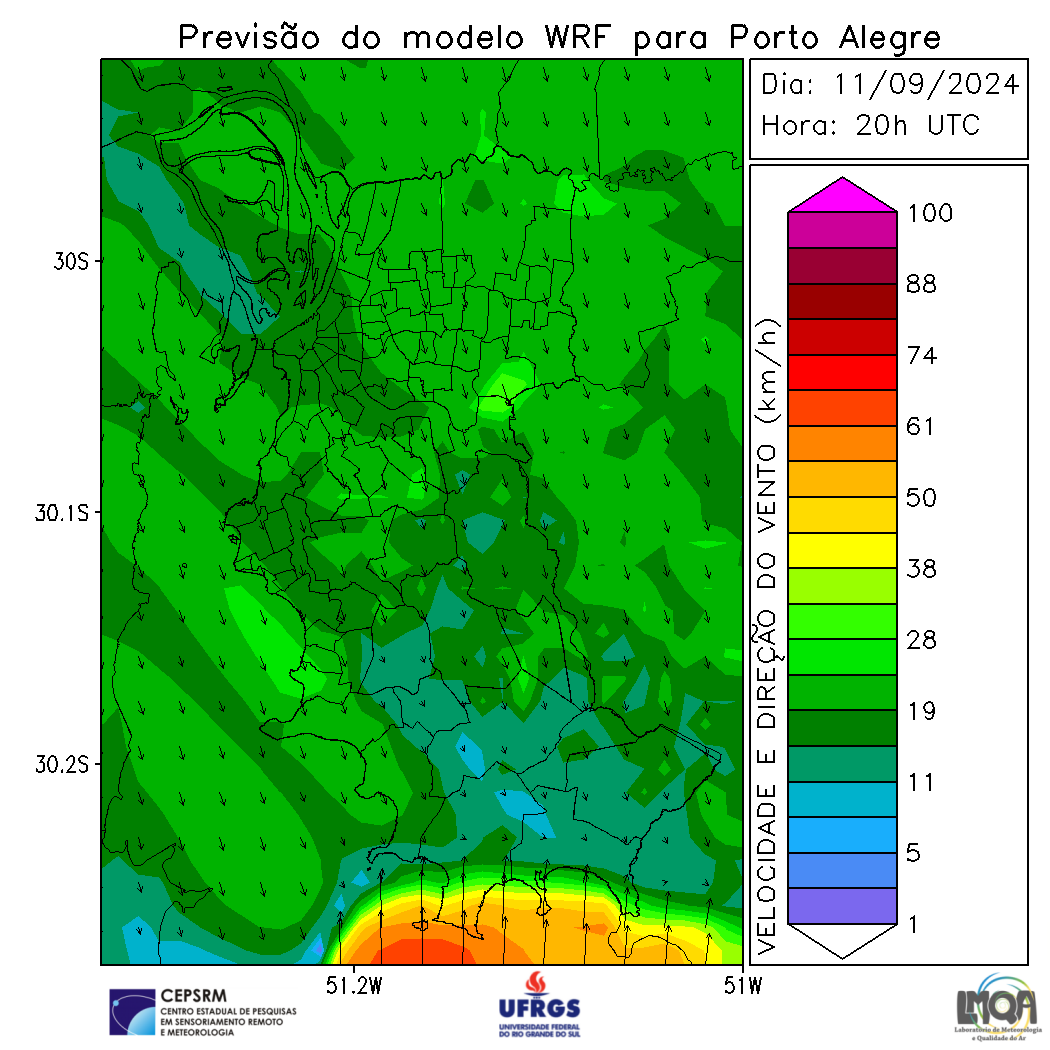 Previsão do modelo WRF para Porto Alegre
Dia: 11/09/2024
Hora: 20h UTC
30S
30.1S
30.2S
51.2W
51W
VELOCIDADE E DIREÇÃO DO VENTO (km/h)
100
88
74
61
50
38
28
19
11
5
1
CEPSRM
CENTRO ESTADUAL DE PESQUISAS
EM SENSORIAMENTO REMOTO
E METEOROLOGIA
UFRGS
UNIVERSIDADE FEDERAL
DO RIO GRANDE DO SUL
LMQA
Laboratório de Meteorologia
e Qualidade do Ar